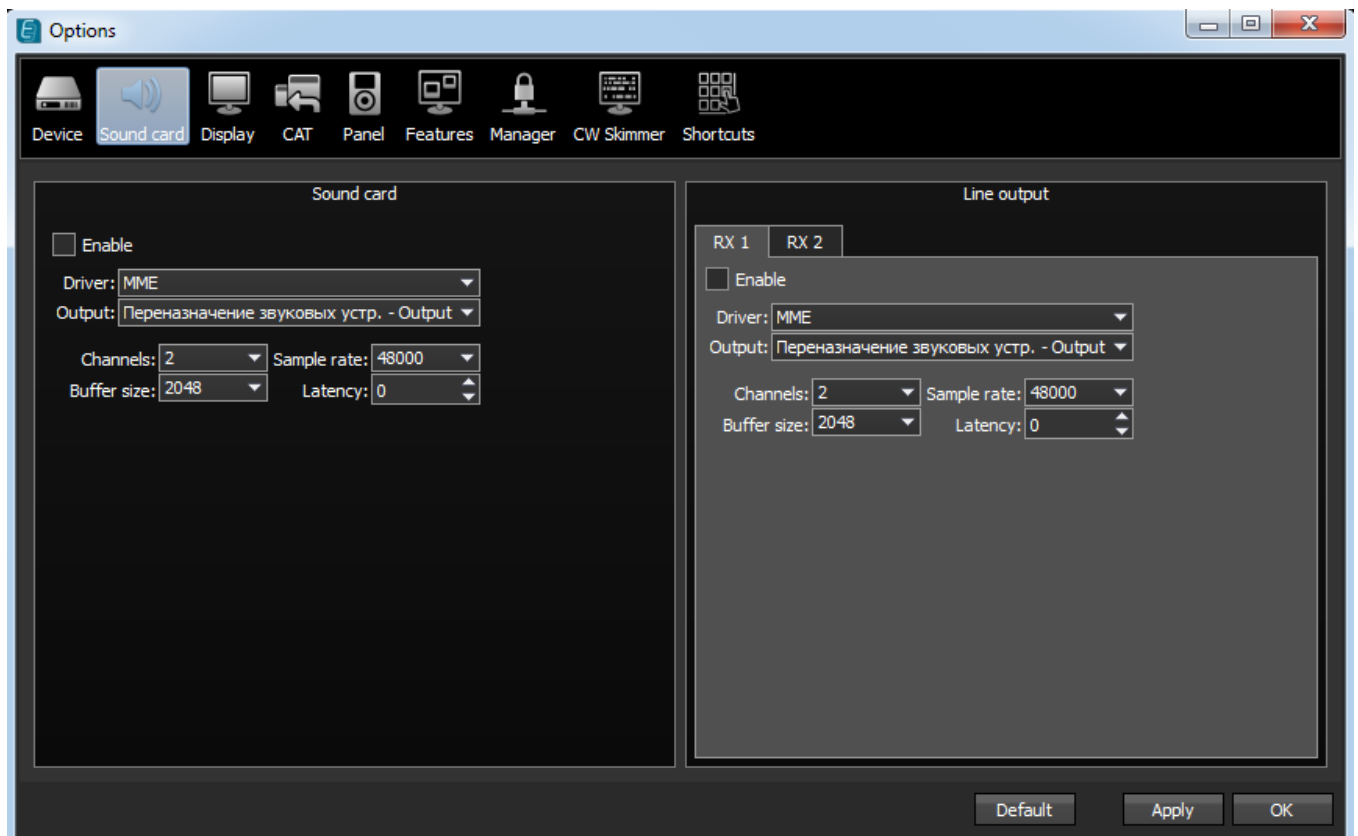 Options
Device Sound card Display CAT Panel Features Manager CW Skimmer Shortcuts
Sound card
Enable
Driver: MME
Output: Переназначение звуковых устр. - Output
Channels: 2 Sample rate: 48000
Buffer size: 2048 Latency: 0
Line output
RX 1 RX 2
Enable
Driver: MME
Output: Переназначение звуковых устр. - Output
Channels: 2 Sample rate: 48000
Buffer size: 2048 Latency: 0
Default Apply OK